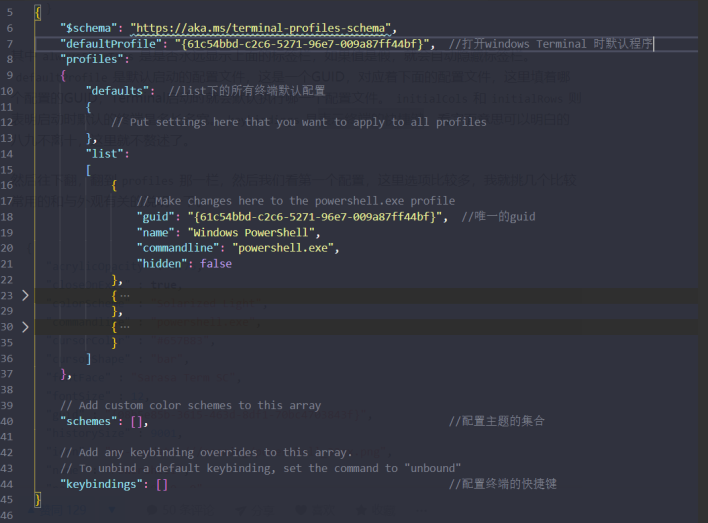 5 {
6 "$schema": "https://aka.ms/terminal-profiles-schema",
7 "defaultProfile": "{61c54bbd-c2c6-5271-96e7-009a87ff44bf}", //打开windows Terminal 时默认程序
8 "profiles":
9 {
10 "defaults": //list下的所有终端默认配置
11 {
12 // Put settings here that you want to apply to all profiles
13 },
14 "list":
15 [
16 {
17 // Make changes here to the powershell.exe profile
18 "guid": "{61c54bbd-c2c6-5271-96e7-009a87ff44bf}", //唯一的guid
19 "name": "Windows PowerShell",
20 "commandline": "powershell.exe",
21 "hidden": false
22 },
23 { ...
29 },
30 { ...
35 }
36 ]
37 },
38
39 // Add custom color schemes to this array
40 "schemes": [], //配置主题的集合
41
42 // Add any keybinding overrides to this array.
43 // To unbind a default keybinding, set the command to "unbound"
44 "keybindings": [] //配置终端的快捷键
45 }
46